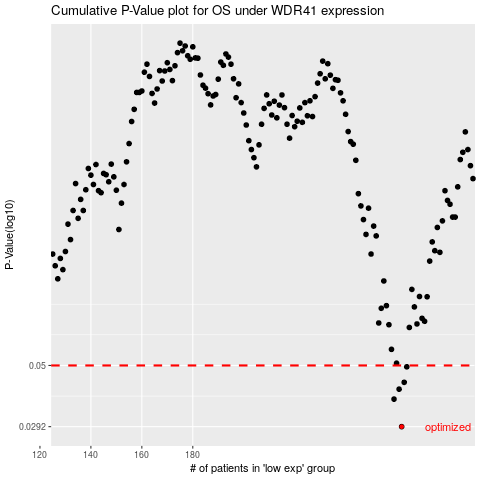 Cumulative P-Value plot for OS under WDR41 expression
P-Value(log10)
0.05
0.0292
optimized
120 140 160 180
# of patients in 'low exp' group